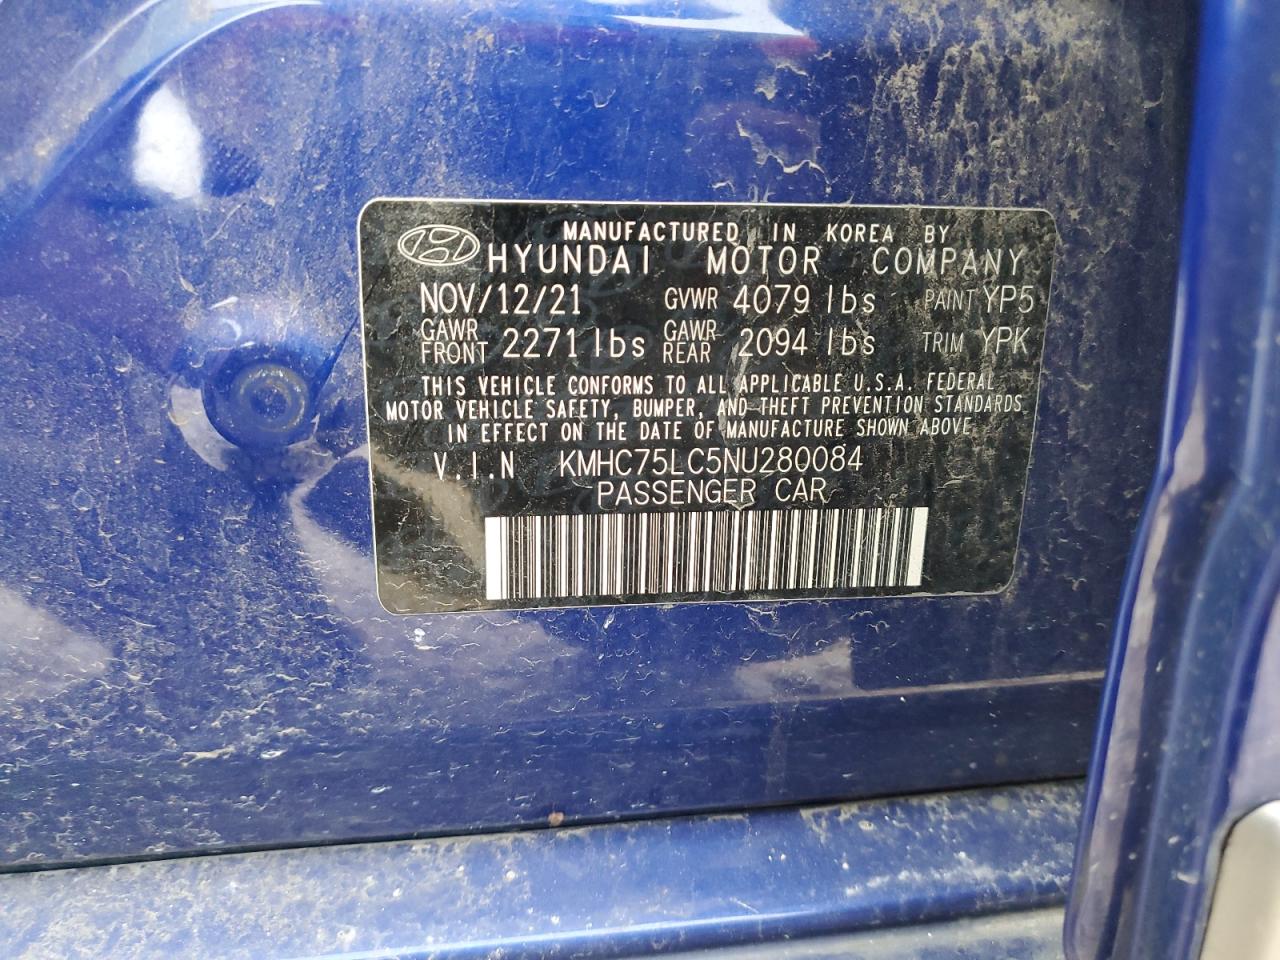 MANUFACTURED IN KOREA BY
HYUNDAI MOTOR COMPANY
NOV/12/21 GVWR 4079 lbs PAINT YP5
GAWR FRONT 2271 lbs GAWR REAR 2094 lbs TRIM YPK
THIS VEHICLE CONFORMS TO ALL APPLICABLE U.S.A. FEDERAL
MOTOR VEHICLE SAFETY, BUMPER, AND THEFT PREVENTION STANDARDS
IN EFFECT ON THE DATE OF MANUFACTURE SHOWN ABOVE
V.I.N KMHC75LC5NU280084
PASSENGER CAR